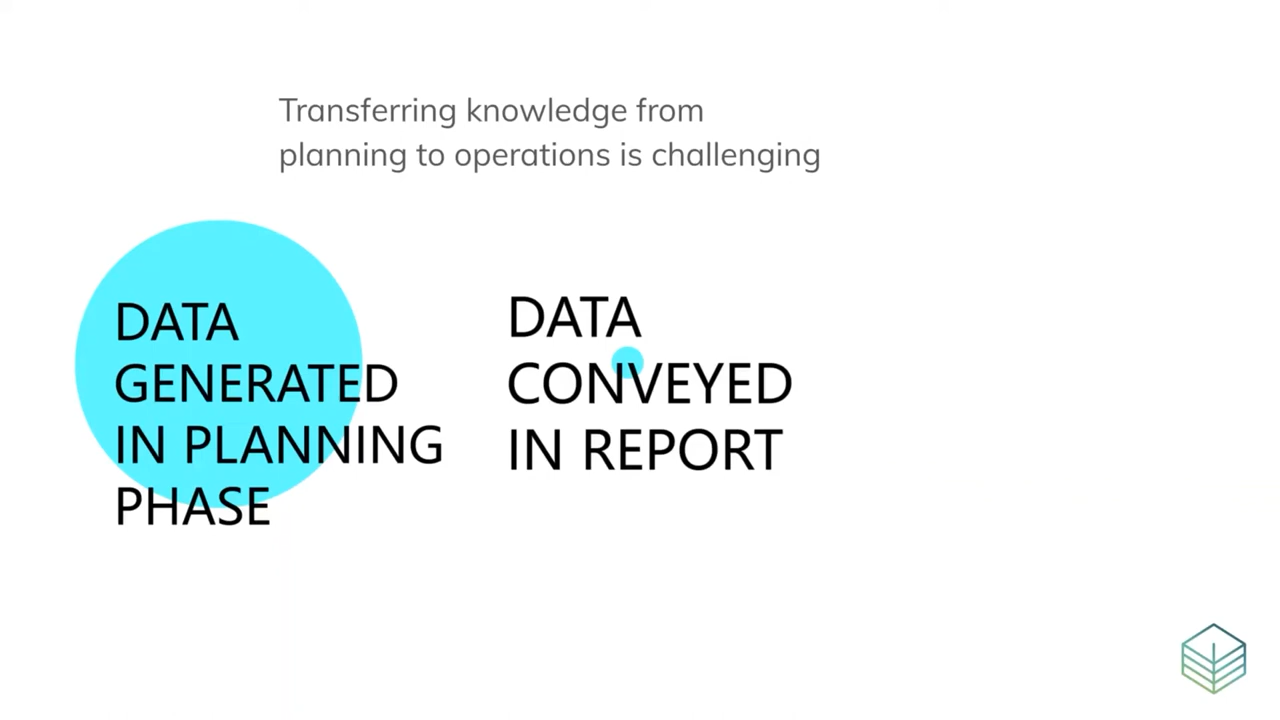 Transferring knowledge from
planning to operations is challenging
DATA
GENERATED
IN PLANNING
PHASE
DATA
CONVEYED
IN REPORT